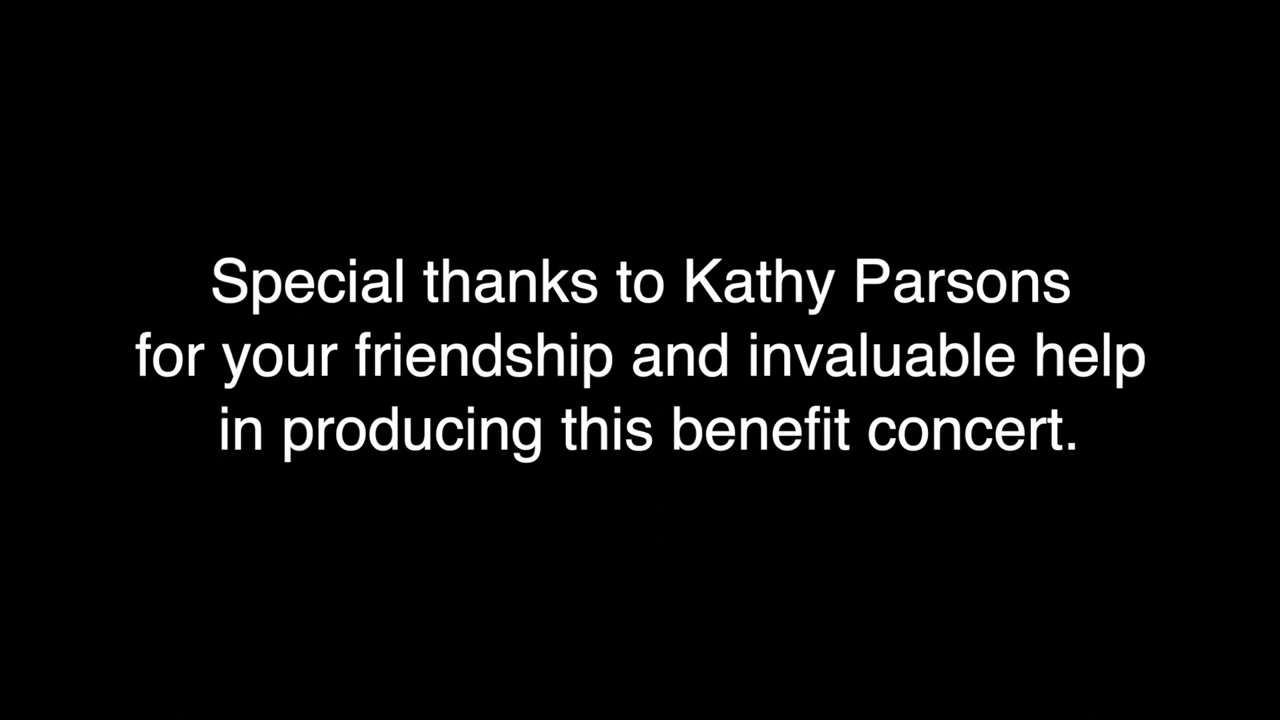 Special thanks to Kathy Parsons
for your friendship and invaluable help
in producing this benefit concert.